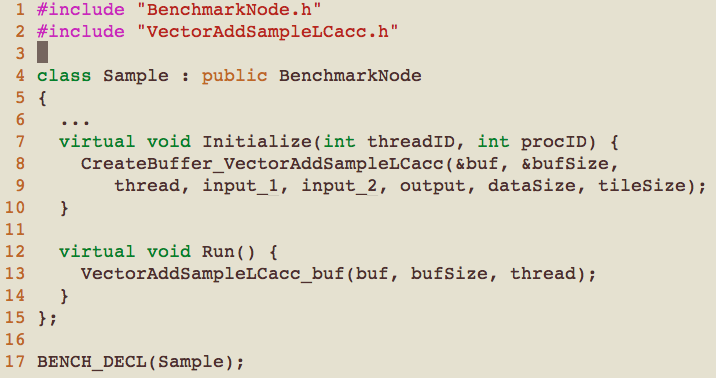 1 #include "BenchmarkNode.h"
2 #include "VectorAddSampleLCacc.h"
3
4 class Sample : public BenchmarkNode
5 {
6   ...
7   virtual void Initialize(int threadID, int procID) {
8     CreateBuffer_VectorAddSampleLCacc(&buf, &bufSize,
9        thread, input_1, input_2, output, dataSize, tileSize);
10   }
11
12   virtual void Run() {
13     VectorAddSampleLCacc_buf(buf, bufSize, thread);
14   }
15 };
16
17 BENCH_DECL(Sample);